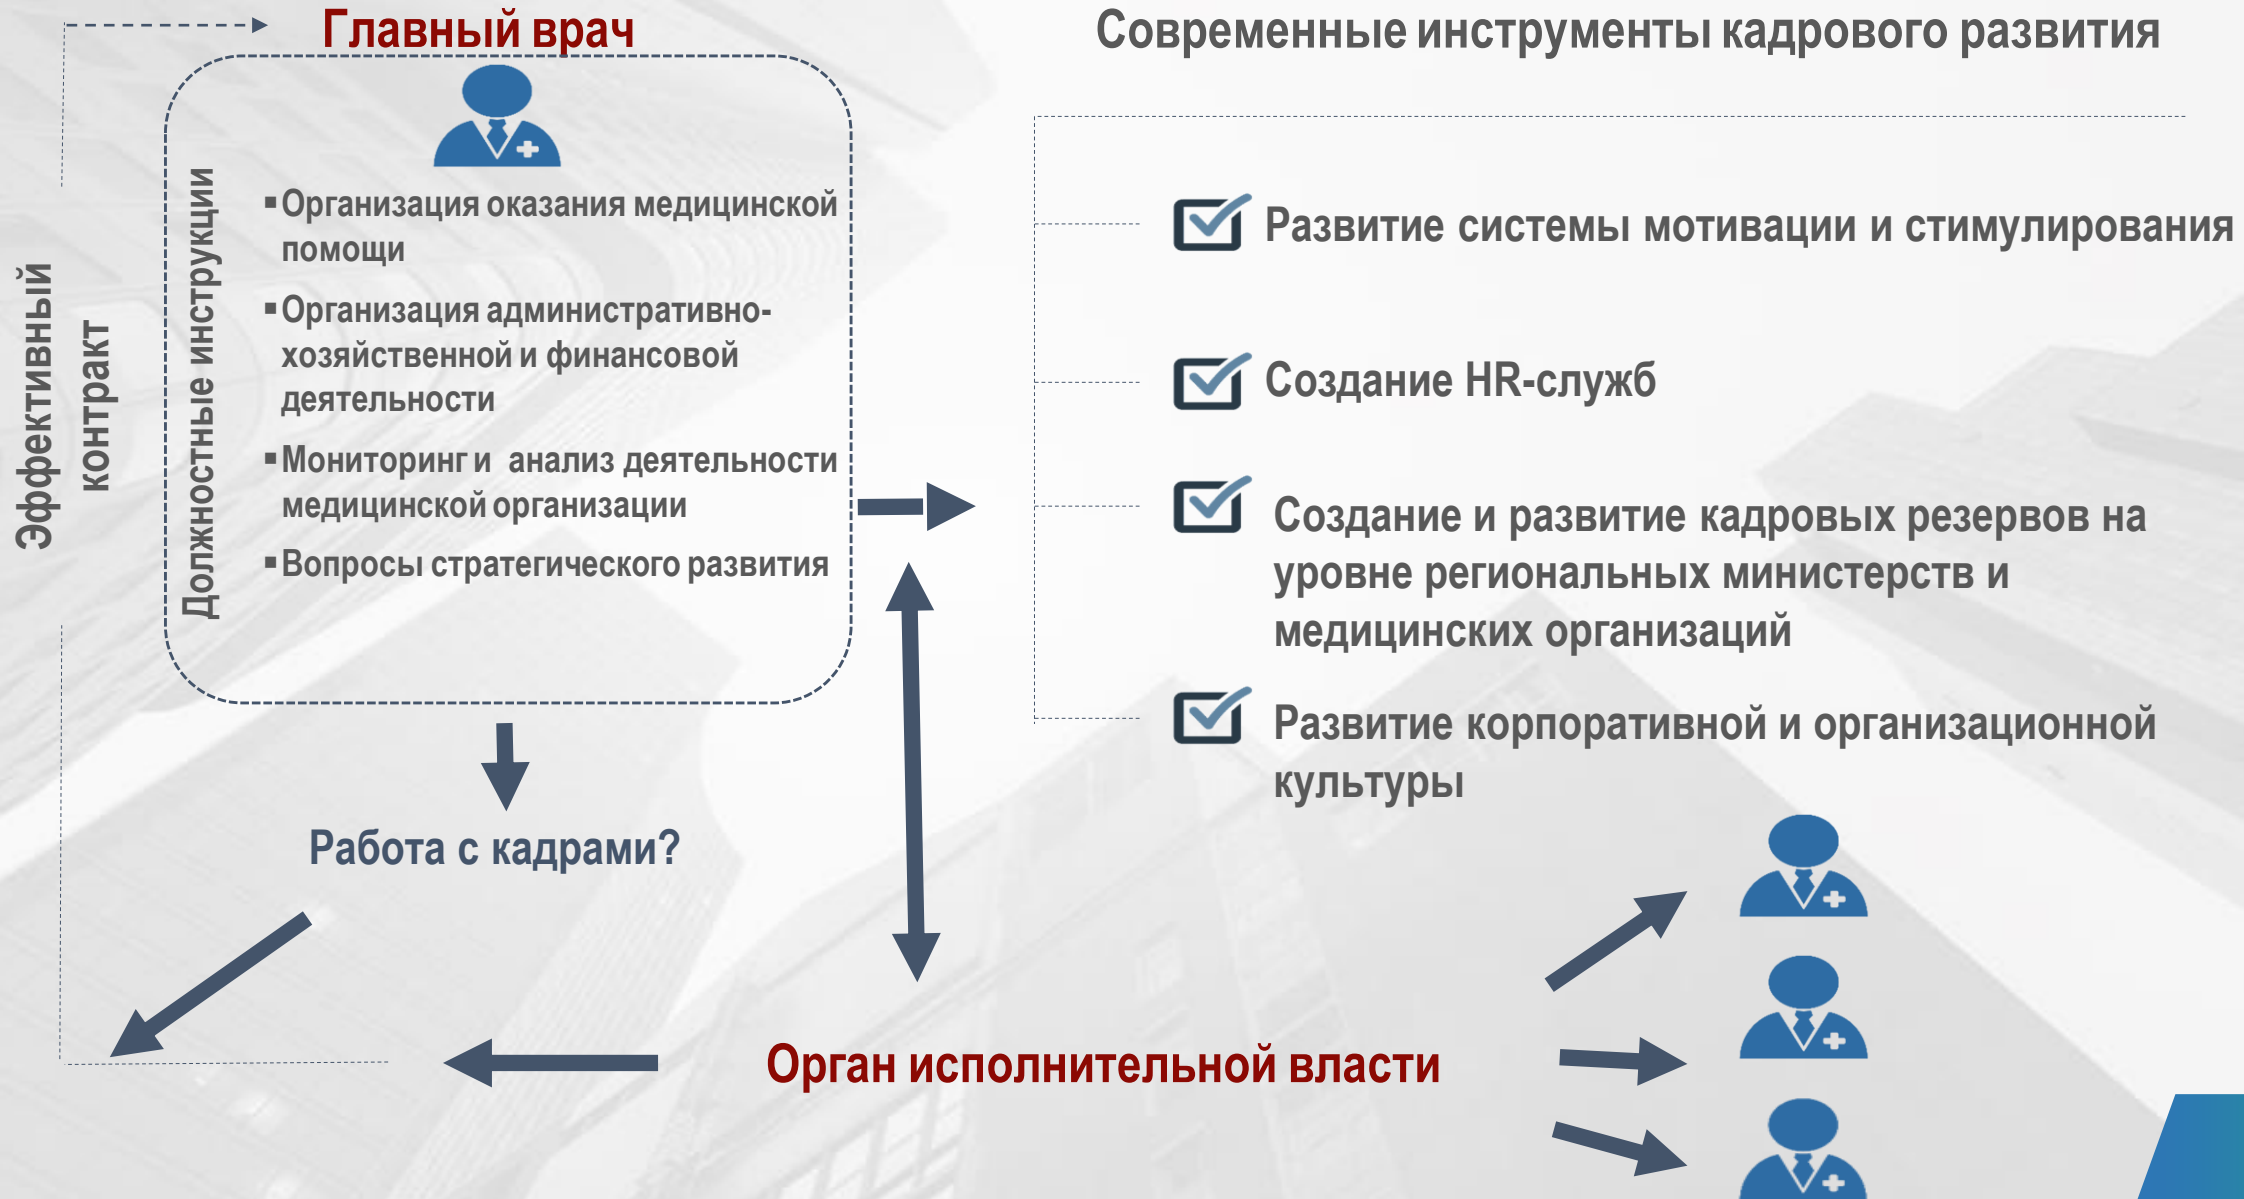 Главный врач
Эффективный
контракт
Должностные инструкции
▪Организация оказания медицинской
помощи
▪Организация административно-
хозяйственной и финансовой
деятельности
▪Мониторинг и анализ деятельности
медицинской организации
▪Вопросы стратегического развития
Работа с кадрами?
Современные инструменты кадрового развития
Развитие системы мотивации и стимулирования
Создание HR-служб
Создание и развитие кадровых резервов на
уровне региональных министерств и
медицинских организаций
Развитие корпоративной и организационной
культуры
Орган исполнительной власти